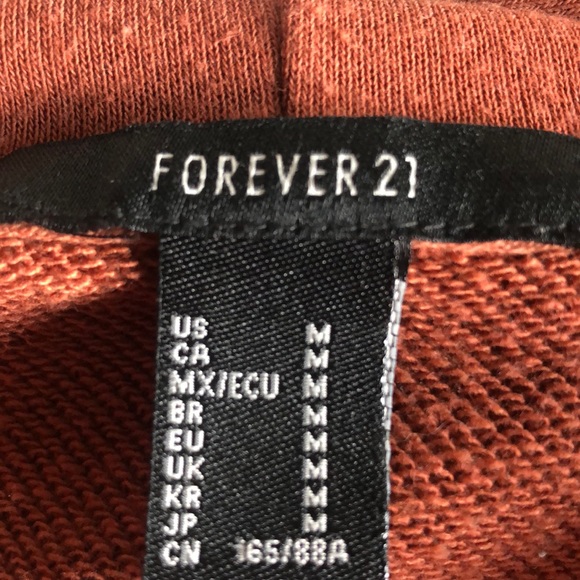 FOREVER 21
US M
CA M
MX/ECU M
BR M
EU M
UK M
KR M
JP M
CN 165/88A